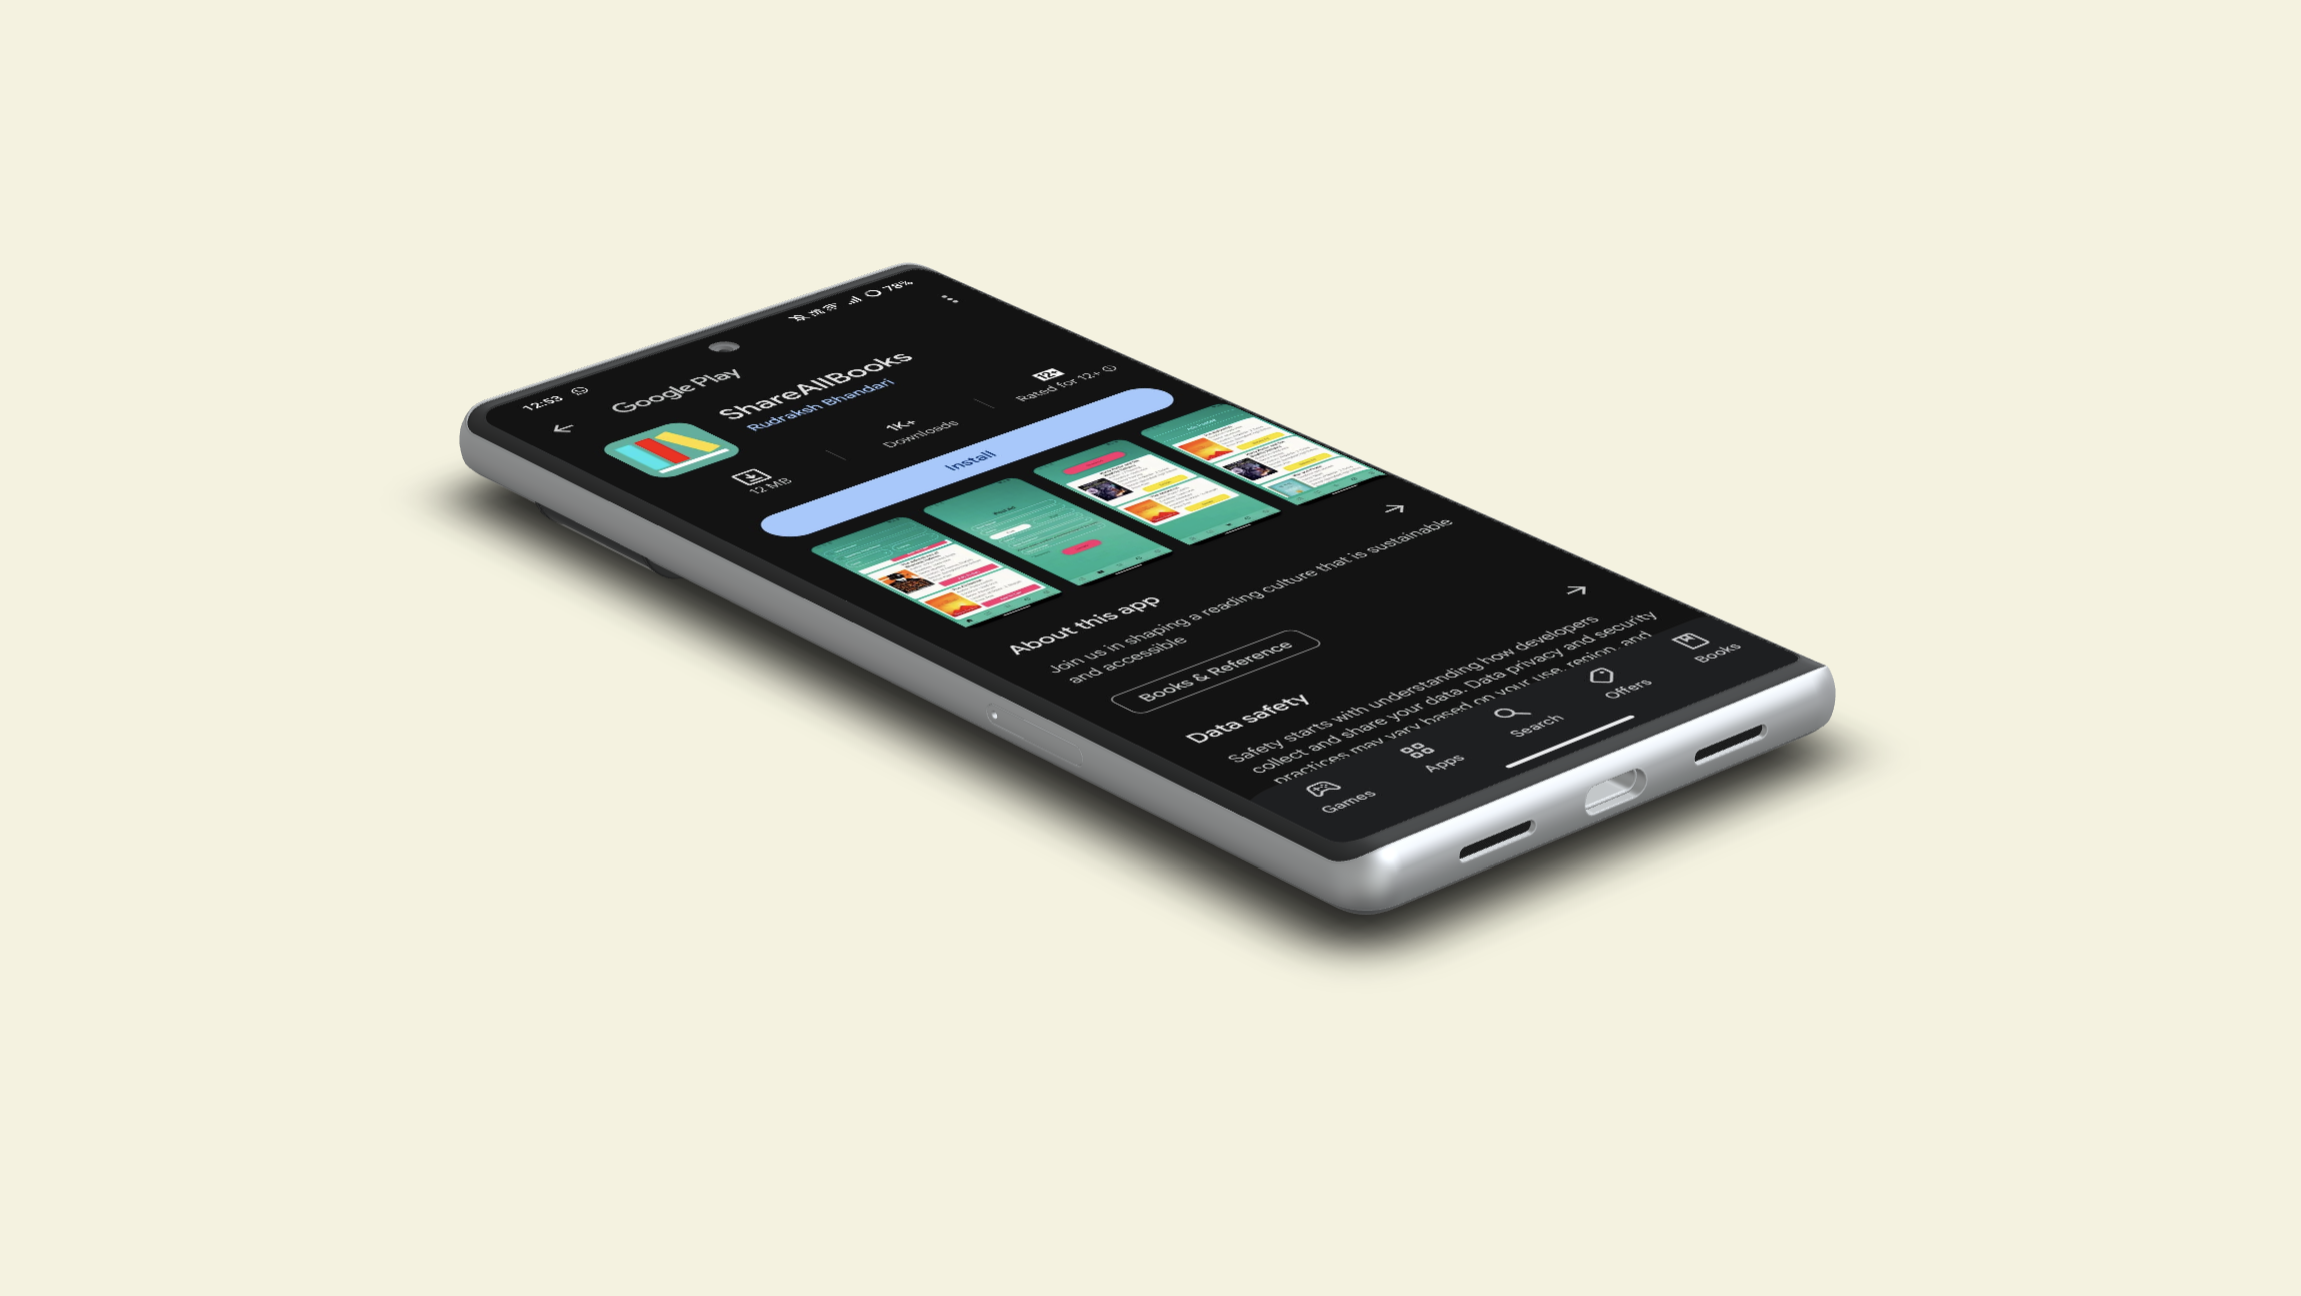 12:53
78%
Google Play
ShareAllBooks
Rudraksh Bhandari
12 MB
1K+
Downloads
12+
Rated for 12+
Install
About this app
Join us in shaping a reading culture that is sustainable
and accessible
Books & Reference
Data safety
Safety starts with understanding how developers
collect and share your data. Data privacy and security
practices may vary based on your use, region, and
Games
Apps
Search
Offers
Books